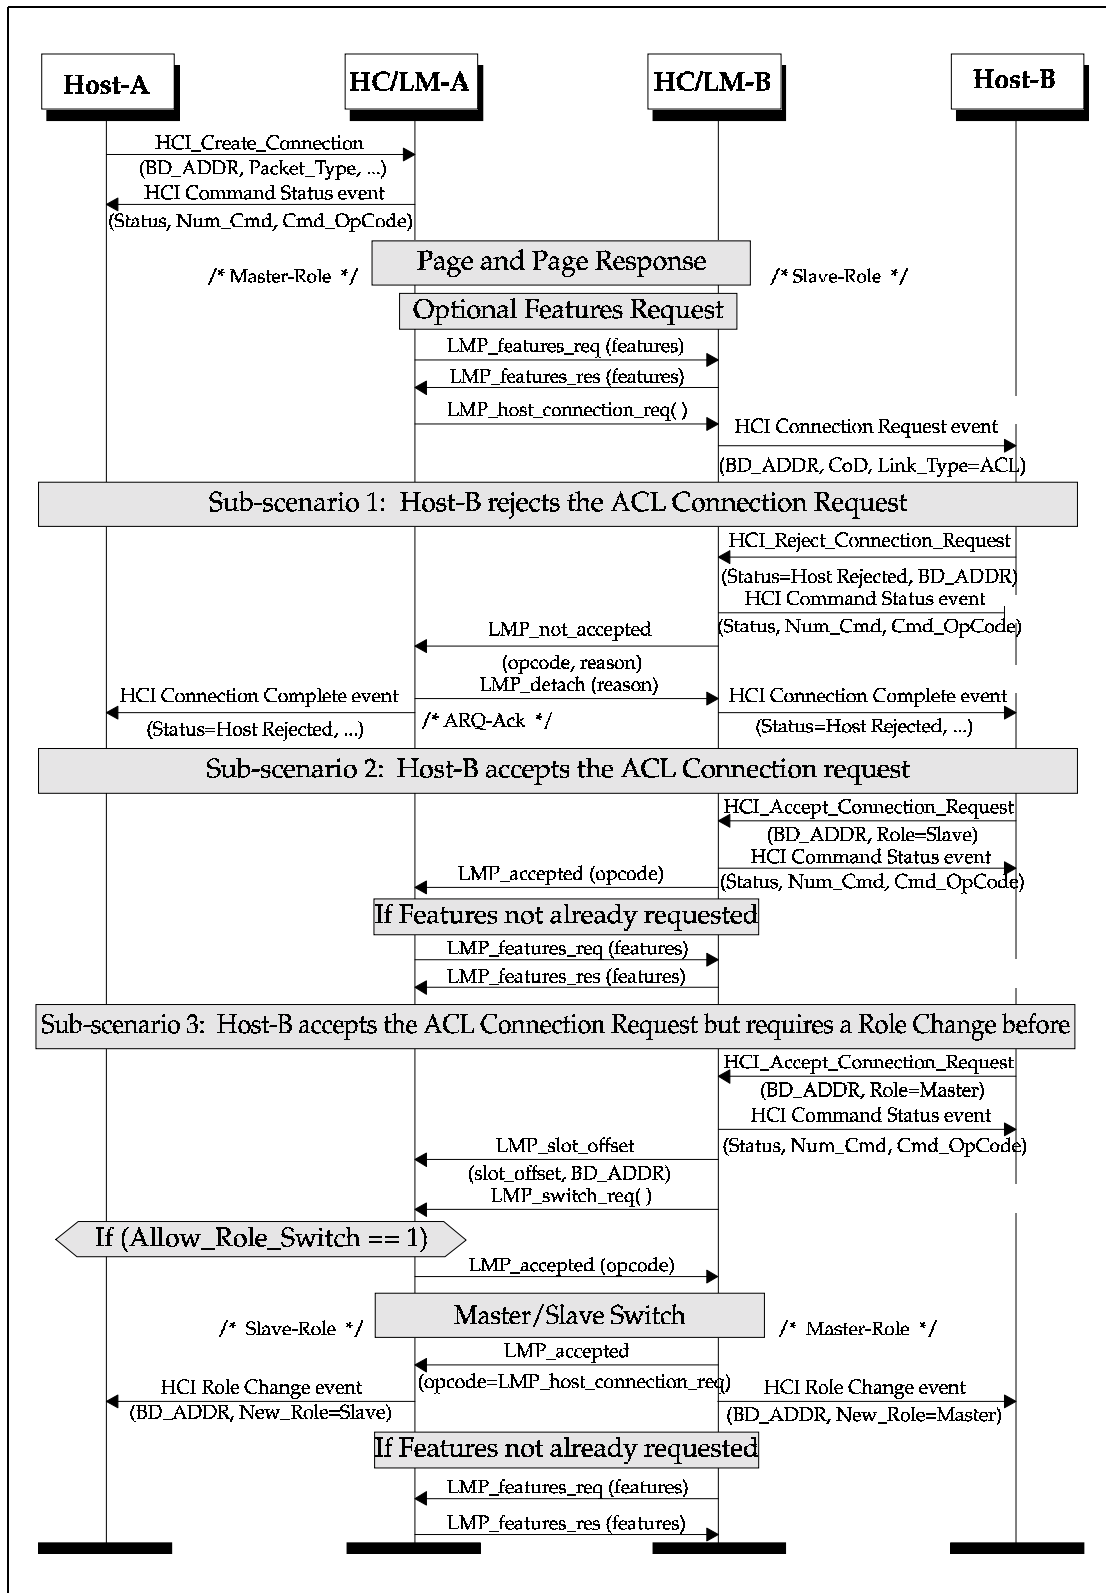 Host-A HC/LM-A HC/LM-B Host-B
HCI_Create_Connection
(BD_ADDR, Packet_Type, ...)
HCI Command Status event
(Status, Num_Cmd, Cmd_OpCode)
Page and Page Response
/* Master-Role */ /* Slave-Role */
Optional Features Request
LMP_features_req (features)
LMP_features_res (features)
LMP_host_connection_req( )
HCI Connection Request event
(BD_ADDR, CoD, Link_Type=ACL)
Sub-scenario 1: Host-B rejects the ACL Connection Request
HCI_Reject_Connection_Request
(Status=Host Rejected, BD_ADDR)
HCI Command Status event
(Status, Num_Cmd, Cmd_OpCode)
LMP_not_accepted
(opcode, reason)
LMP_detach (reason)
HCI Connection Complete event HCI Connection Complete event
(Status=Host Rejected, ...) /* ARQ-Ack */ (Status=Host Rejected, ...)
Sub-scenario 2: Host-B accepts the ACL Connection request
HCI_Accept_Connection_Request
(BD_ADDR, Role=Slave)
HCI Command Status event
LMP_accepted (opcode) (Status, Num_Cmd, Cmd_OpCode)
If Features not already requested
LMP_features_req (features)
LMP_features_res (features)
Sub-scenario 3: Host-B accepts the ACL Connection Request but requires a Role Change before
HCI_Accept_Connection_Request
(BD_ADDR, Role=Master)
HCI Command Status event
LMP_slot_offset (Status, Num_Cmd, Cmd_OpCode)
(slot_offset, BD_ADDR)
LMP_switch_req( )
If (Allow_Role_Switch == 1)
LMP_accepted (opcode)
Master/Slave Switch
/* Slave-Role */ /* Master-Role */
LMP_accepted
(opcode=LMP_host_connection_req)
HCI Role Change event HCI Role Change event
(BD_ADDR, New_Role=Slave) (BD_ADDR, New_Role=Master)
If Features not already requested
LMP_features_req (features)
LMP_features_res (features)